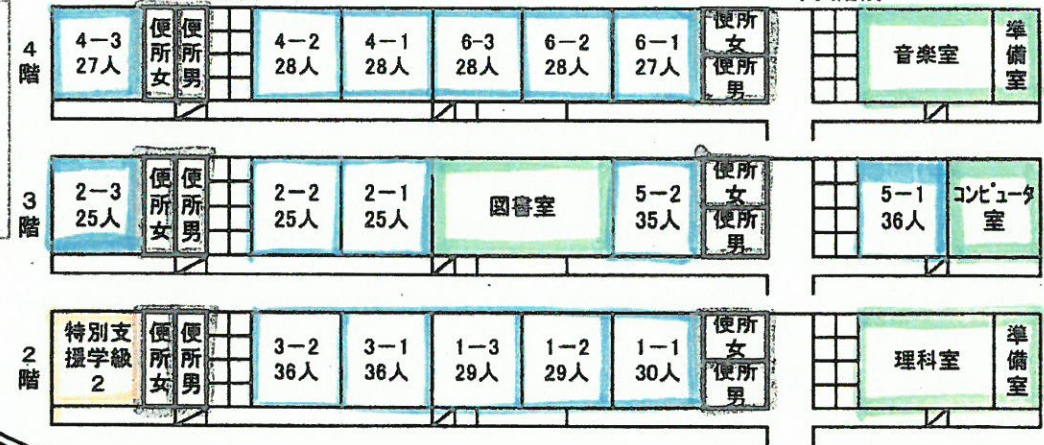 4階
4－3
27人
便所女
便所男
4－2
28人
4－1
28人
6-3
28人
6－2
28人
6－1
27人
便所
女
便所
男
音楽室
準備室
3階
2－3
25人
便所女
便所男
2－2
25人
2－1
25人
図書室
5－2
35人
便所
女
便所
男
5－1
36人
コンピュータ
室
2階
特別支
援学級
2
便所女
便所男
3－2
36人
3－1
36人
1－3
29人
1－2
29人
1－1
30人
便所
女
便所
男
理科室
準備室